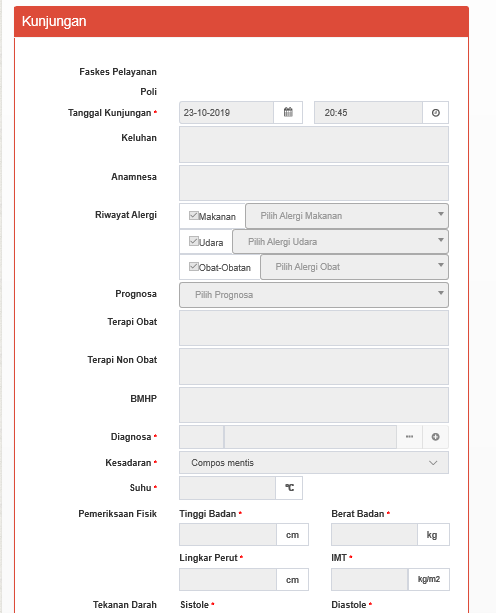 Kunjungan
Faskes Pelayanan
Poli
Tanggal Kunjungan * 23-10-2019 20:45
Keluhan
Anamnesa
Riwayat Alergi Makanan Pilih Alergi Makanan
Udara Pilih Alergi Udara
Obat-Obatan Pilih Alergi Obat
Prognosa Pilih Prognosa
Terapi Obat
Terapi Non Obat
BMHP
Diagnosa *
Kesadaran * Compos mentis
Suhu * °C
Pemeriksaan Fisik Tinggi Badan * Berat Badan *
cm kg
Lingkar Perut * IMT *
cm kg/m2
Tekanan Darah Sistole * Diastole *